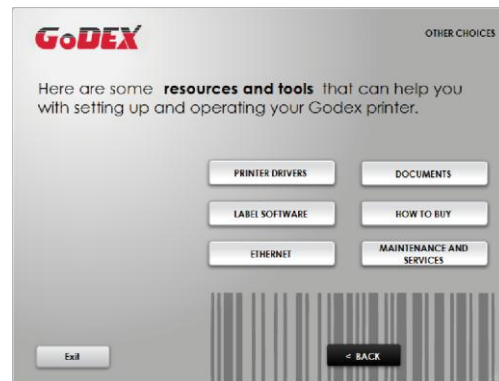 GODEX
OTHER CHOICES
Here are some resources and tools that can help you
with setting up and operating your Godex printer.
PRINTER DRIVERS
DOCUMENTS
LABEL SOFTWARE
HOW TO BUY
ETHERNET
MAINTENANCE AND
SERVICES
Exit
< BACK